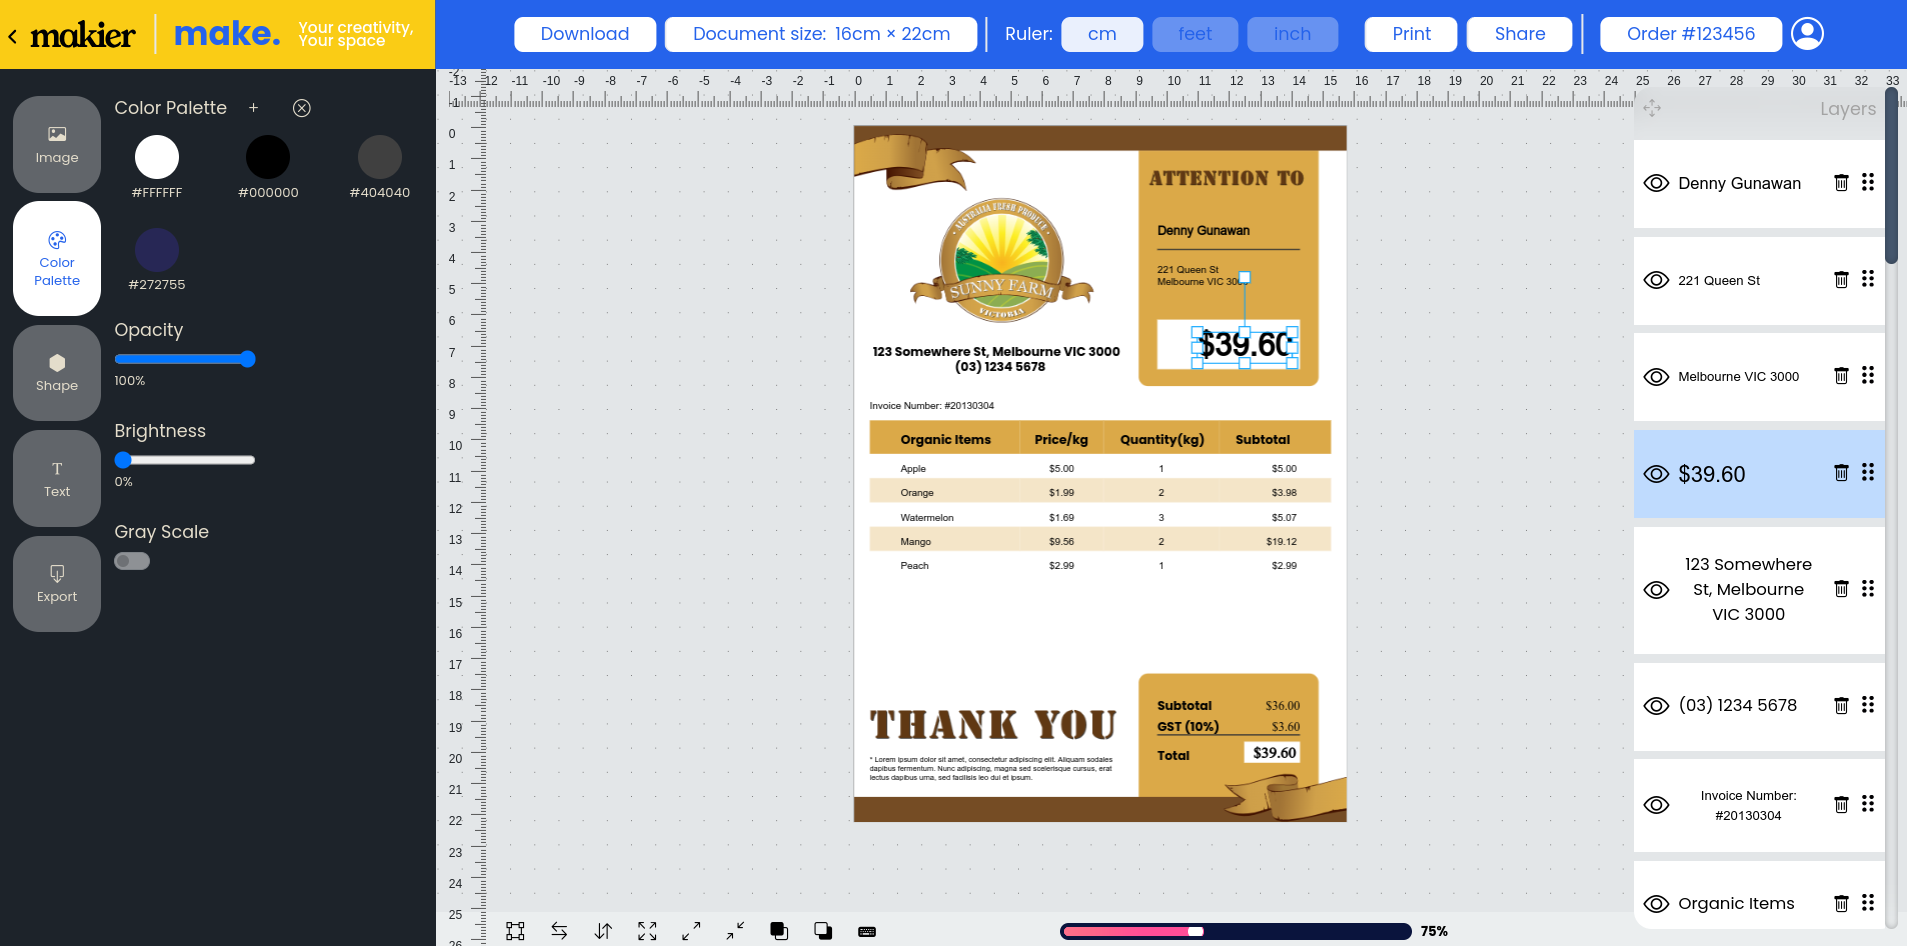 makier
make.
Your creativity,
Your space
Download
Document size: 16cm × 22cm
Ruler:
cm
feet
inch
Print
Share
Order #123456
-13 -12 -11 -10 -9 -8 -7 -6 -5 -4 -3 -2 -1 0 1 2 3 4 5 6 7 8 9 10 11 12 13 14 15 16 17 18 19 20 21 22 23 24 25 26 27 28 29 30 31 32 33
-2
-1
0
1
2
3
4
5
6
7
8
9
10
11
12
13
14
15
16
17
18
19
20
21
22
23
24
25
26
Image
Color
Palette
Shape
Text
Export
Color Palette
#FFFFFF
#000000
#404040
#272755
Opacity
100%
Brightness
0%
Gray Scale
AUSTRALIA FRESH PRODUCE
SUNNY FARM
VICTORIA
123 Somewhere St, Melbourne VIC 3000
(03) 1234 5678
ATTENTION TO
Denny Gunawan
221 Queen St
Melbourne VIC 3000
$39.60
Invoice Number: #20130304
Organic Items Price/kg Quantity(kg) Subtotal
Apple $5.00 1 $5.00
Orange $1.99 2 $3.98
Watermelon $1.69 3 $5.07
Mango $9.56 2 $19.12
Peach $2.99 1 $2.99
THANK YOU
* Lorem ipsum dolor sit amet, consectetur adipiscing elit. Aliquam sodales
dapibus fermentum. Nunc adipiscing, magna sed scelerisque cursus, erat
lectus dapibus urna, sed facilisis leo dui et ipsum.
Subtotal $36.00
GST (10%) $3.60
Total $39.60
Layers
Denny Gunawan
221 Queen St
Melbourne VIC 3000
$39.60
123 Somewhere
St, Melbourne
VIC 3000
(03) 1234 5678
Invoice Number:
#20130304
Organic Items
75%